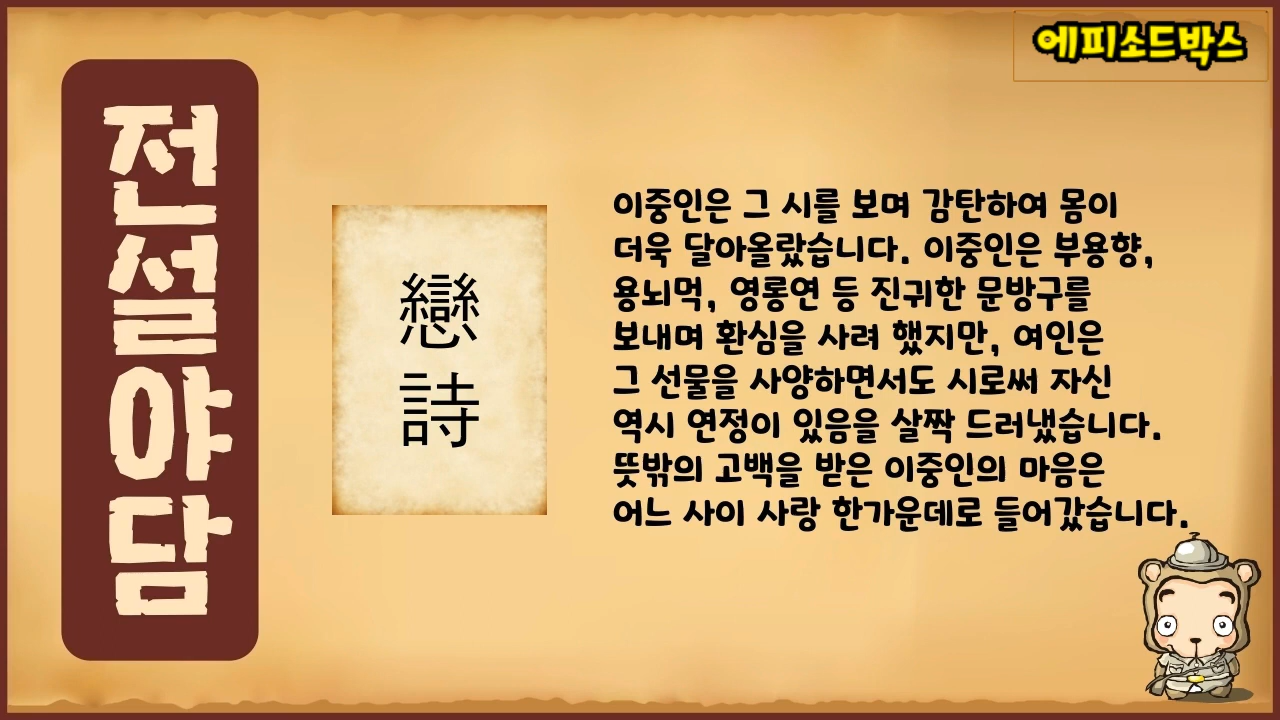 에피소드박스
전설야담
戀
詩
이중인은 그 시를 보며 감탄하여 몸이
더욱 달아올랐습니다. 이중인은 부용향,
용뇌먹, 영롱연 등 진귀한 문방구를
보내며 환심을 사려 했지만, 여인은
그 선물을 사양하면서도 시로써 자신
역시 연정이 있음을 살짝 드러냈습니다.
뜻밖의 고백을 받은 이중인의 마음은
어느 사이 사랑 한가운데로 들어갔습니다.